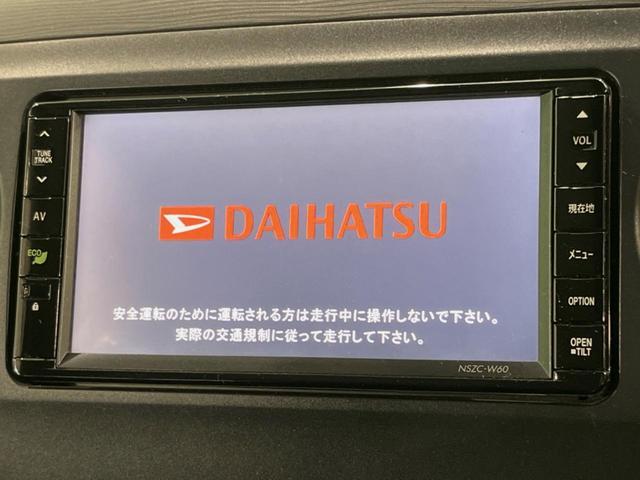 TUNE
TRACK
AV
ECO
DAIHATSU
安全運転のために運転される方は走行中に操作しないで下さい。
実際の交通規制に従って走行して下さい。
VOL
現在地
メニュー
OPTION
OPEN
■TILT
NSZC-W60